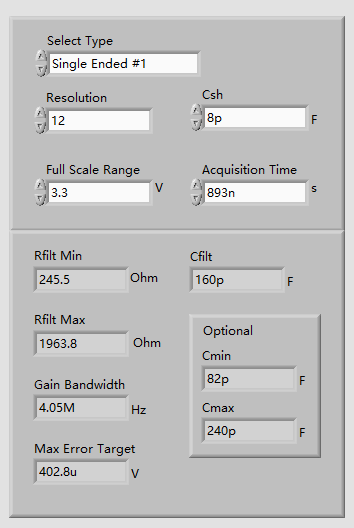 Select Type
Single Ended #1
Resolution
12
Csh
8p F
Full Scale Range
3.3 V
Acquisition Time
893n s
Rfilt Min
245.5 Ohm
Cfilt
160p F
Rfilt Max
1963.8 Ohm
Optional
Cmin
82p F
Gain Bandwidth
4.05M Hz
Cmax
240p F
Max Error Target
402.8u V